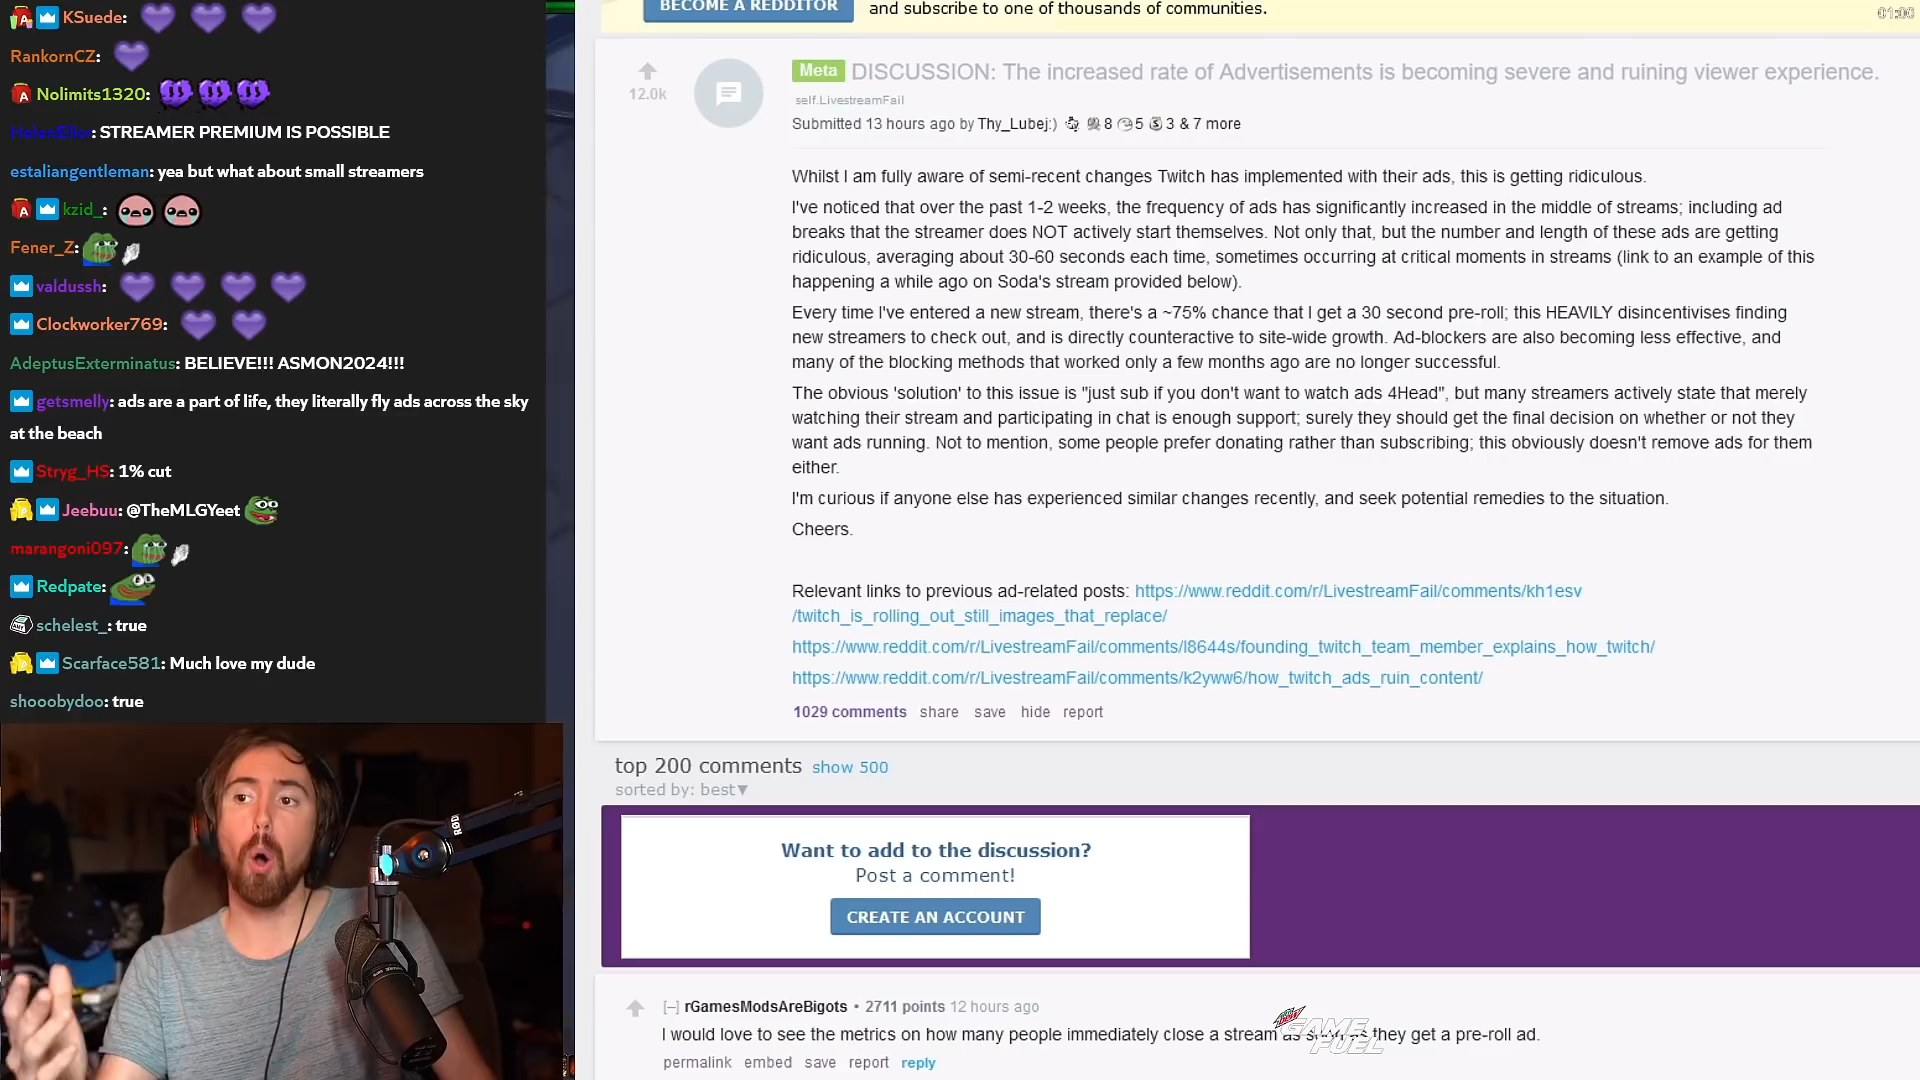 KSuede:
RankornCZ:
Nolimits1320:
HelenEller: STREAMER PREMIUM IS POSSIBLE
estaliangentleman: yea but what about small streamers
kzid_:
Fener_Z:
valdussh:
Clockworker769:
AdeptusExterminatus: BELIEVE!!! ASMON2024!!!
getsmelly: ads are a part of life, they literally fly ads across the sky
at the beach
Stryg_HS: 1% cut
Jeebuu: @TheMLGYeet
marangoni097:
Redpate:
schelest_: true
Scarface581: Much love my dude
shooobydoo: true
RØDE
BECOME A REDDITOR
and subscribe to one of thousands of communities.
01:00
12.0k
Meta DISCUSSION: The increased rate of Advertisements is becoming severe and ruining viewer experience.
self.LivestreamFail
Submitted 13 hours ago by Thy_Lubej:) 8 5 3 & 7 more
Whilst I am fully aware of semi-recent changes Twitch has implemented with their ads, this is getting ridiculous.
I've noticed that over the past 1-2 weeks, the frequency of ads has significantly increased in the middle of streams; including ad
breaks that the streamer does NOT actively start themselves. Not only that, but the number and length of these ads are getting
ridiculous, averaging about 30-60 seconds each time, sometimes occurring at critical moments in streams (link to an example of this
happening a while ago on Soda's stream provided below).
Every time I've entered a new stream, there's a ~75% chance that I get a 30 second pre-roll; this HEAVILY disincentivises finding
new streamers to check out, and is directly counteractive to site-wide growth. Ad-blockers are also becoming less effective, and
many of the blocking methods that worked only a few months ago are no longer successful.
The obvious 'solution' to this issue is "just sub if you don't want to watch ads 4Head", but many streamers actively state that merely
watching their stream and participating in chat is enough support; surely they should get the final decision on whether or not they
want ads running. Not to mention, some people prefer donating rather than subscribing; this obviously doesn't remove ads for them
either.
I'm curious if anyone else has experienced similar changes recently, and seek potential remedies to the situation.
Cheers.
Relevant links to previous ad-related posts: https://www.reddit.com/r/LivestreamFail/comments/kh1esv
/twitch_is_rolling_out_still_images_that_replace/
https://www.reddit.com/r/LivestreamFail/comments/l8644s/founding_twitch_team_member_explains_how_twitch/
https://www.reddit.com/r/LivestreamFail/comments/k2yww6/how_twitch_ads_ruin_content/
1029 comments share save hide report
top 200 comments show 500
sorted by: best▼
Want to add to the discussion?
Post a comment!
CREATE AN ACCOUNT
[–] rGamesModsAreBigots • 2711 points 12 hours ago
I would love to see the metrics on how many people immediately close a stream as soon as they get a pre-roll ad.
GAME FUEL
permalink embed save report reply